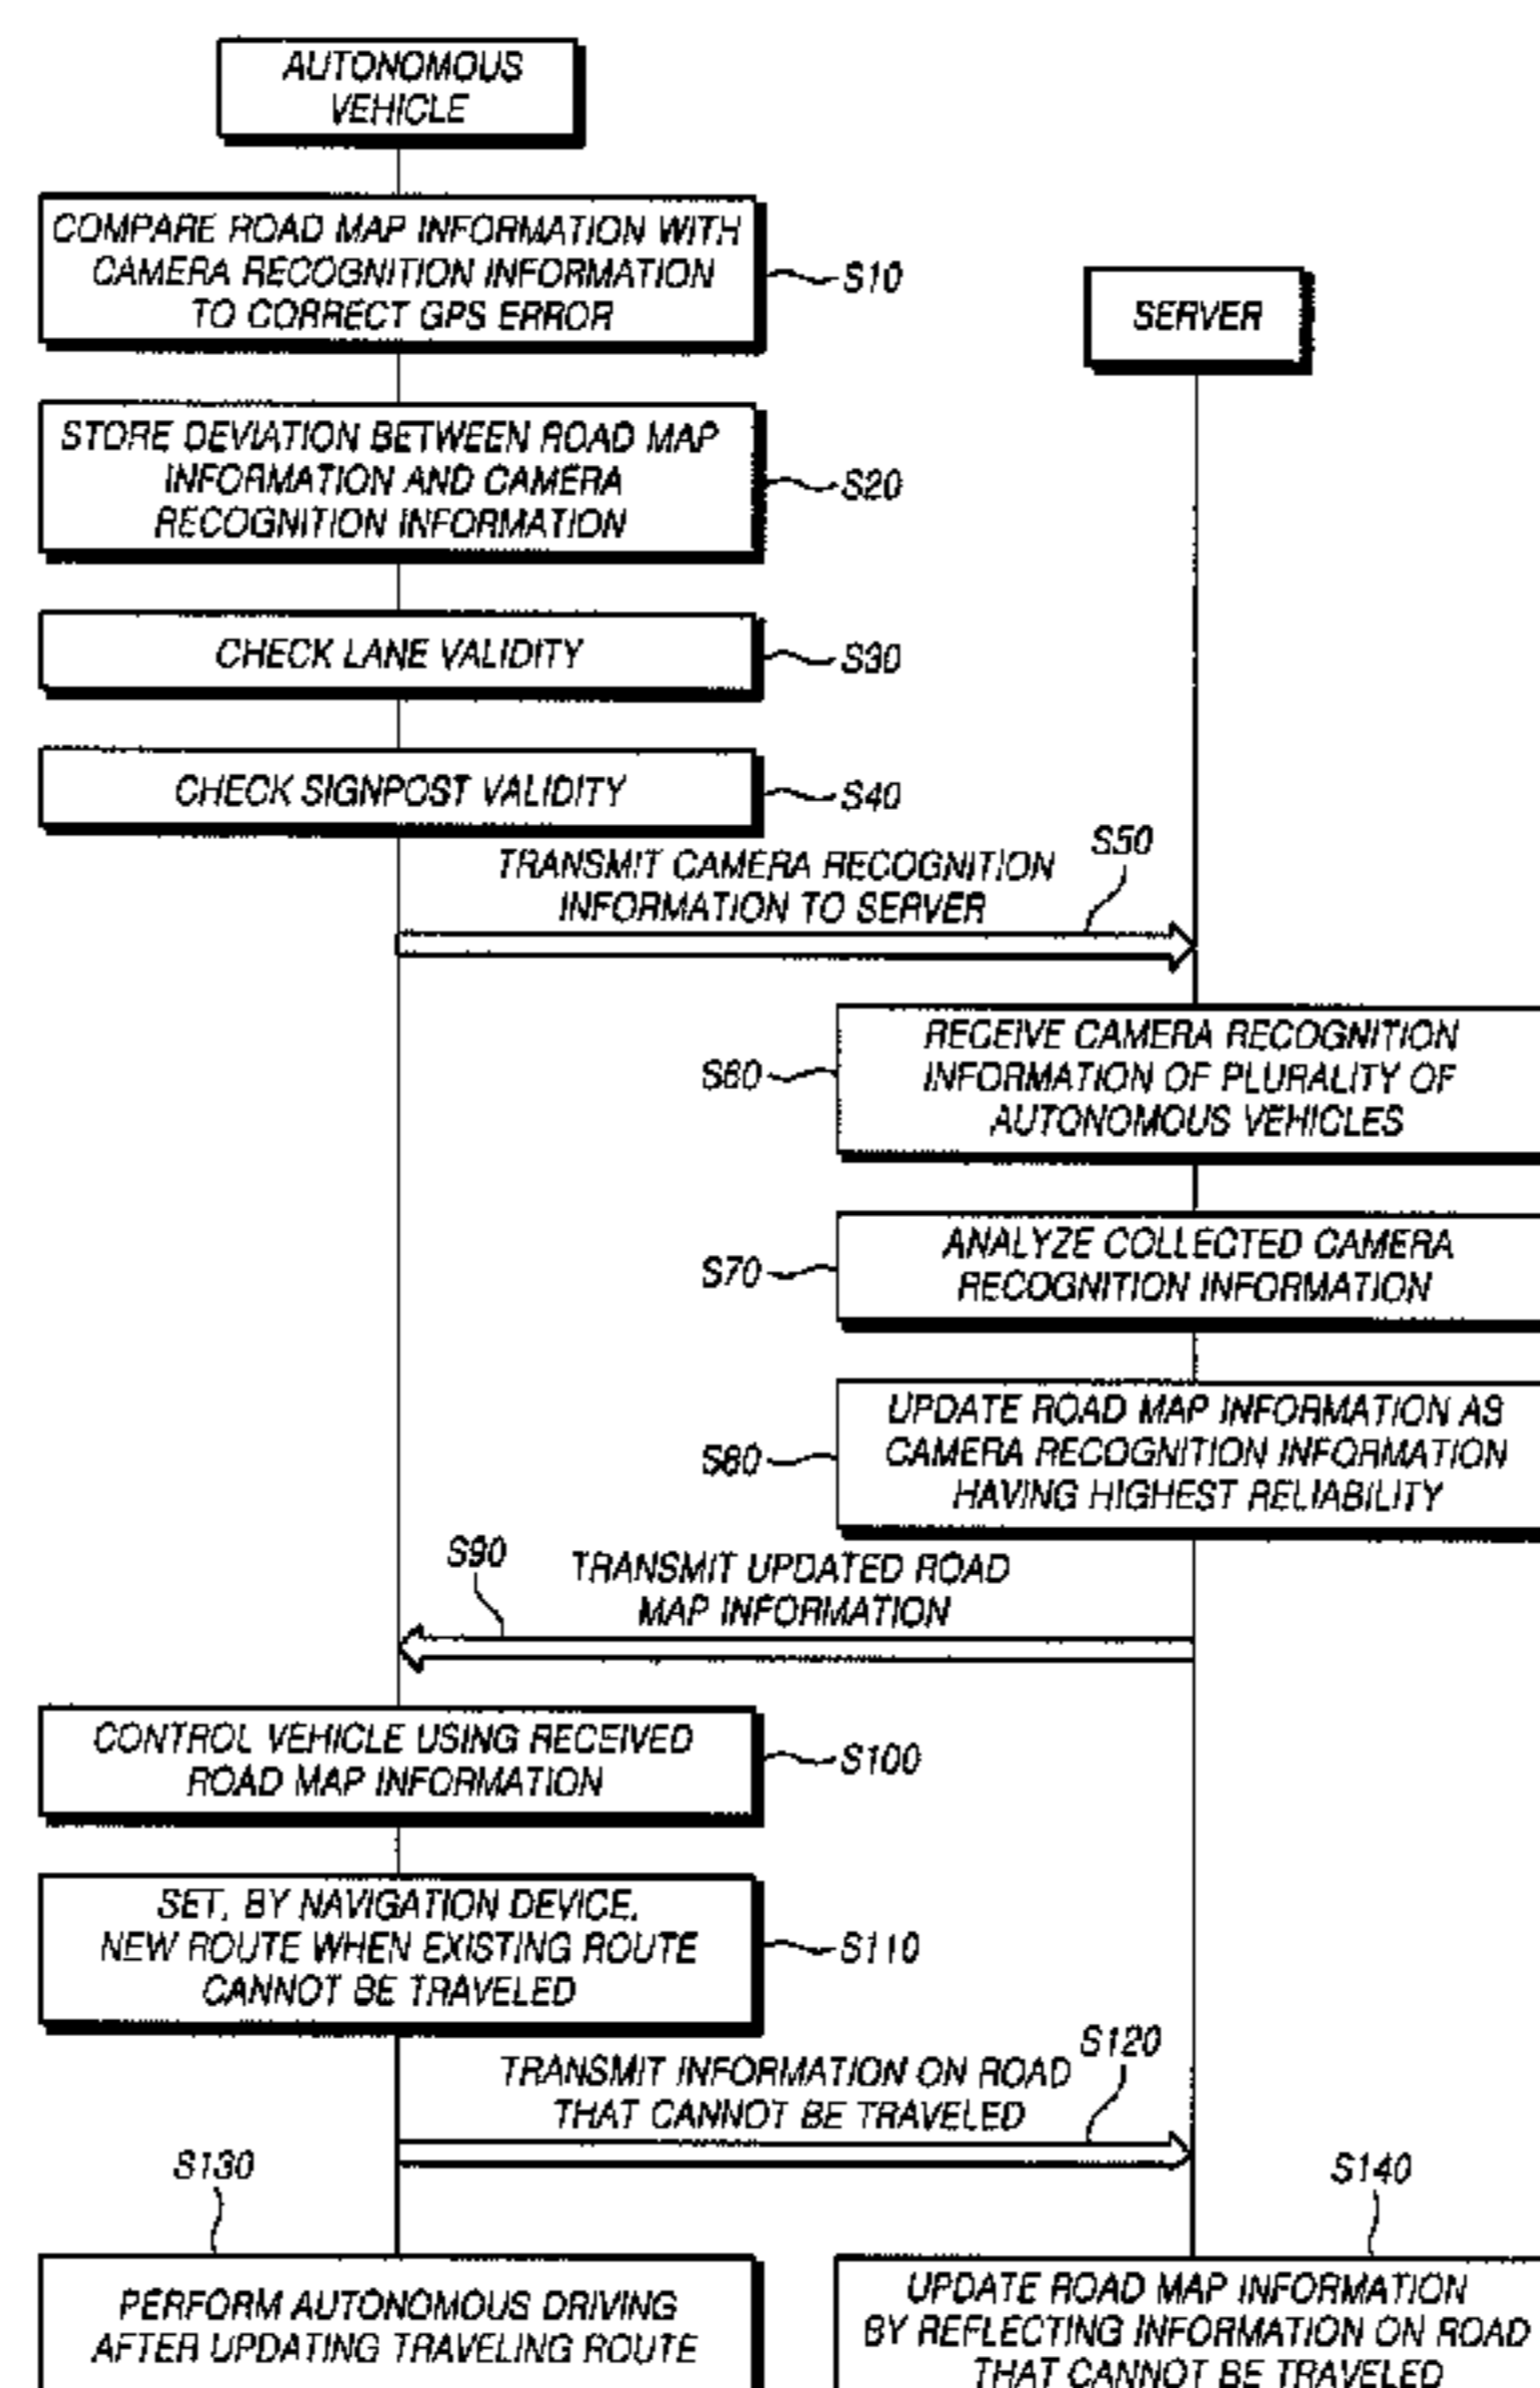 AUTONOMOUS
VEHICLE
COMPARE ROAD MAP INFORMATION WITH
CAMERA RECOGNITION INFORMATION
TO CORRECT GPS ERROR
S10
SERVER
STORE DEVIATION BETWEEN ROAD MAP
INFORMATION AND CAMERA
RECOGNITION INFORMATION
S20
CHECK LANE VALIDITY
S30
CHECK SIGNPOST VALIDITY
S40
TRANSMIT CAMERA RECOGNITION
INFORMATION TO SERVER
S50
RECEIVE CAMERA RECOGNITION
INFORMATION OF PLURALITY OF
AUTONOMOUS VEHICLES
S60
ANALYZE COLLECTED CAMERA
RECOGNITION INFORMATION
S70
UPDATE ROAD MAP INFORMATION AS
CAMERA RECOGNITION INFORMATION
HAVING HIGHEST RELIABILITY
S80
S90
TRANSMIT UPDATED ROAD
MAP INFORMATION
CONTROL VEHICLE USING RECEIVED
ROAD MAP INFORMATION
S100
SET, BY NAVIGATION DEVICE,
NEW ROUTE WHEN EXISTING ROUTE
CANNOT BE TRAVELED
S110
TRANSMIT INFORMATION ON ROAD
THAT CANNOT BE TRAVELED
S120
S130
PERFORM AUTONOMOUS DRIVING
AFTER UPDATING TRAVELING ROUTE
S140
UPDATE ROAD MAP INFORMATION
BY REFLECTING INFORMATION ON ROAD
THAT CANNOT BE TRAVELED